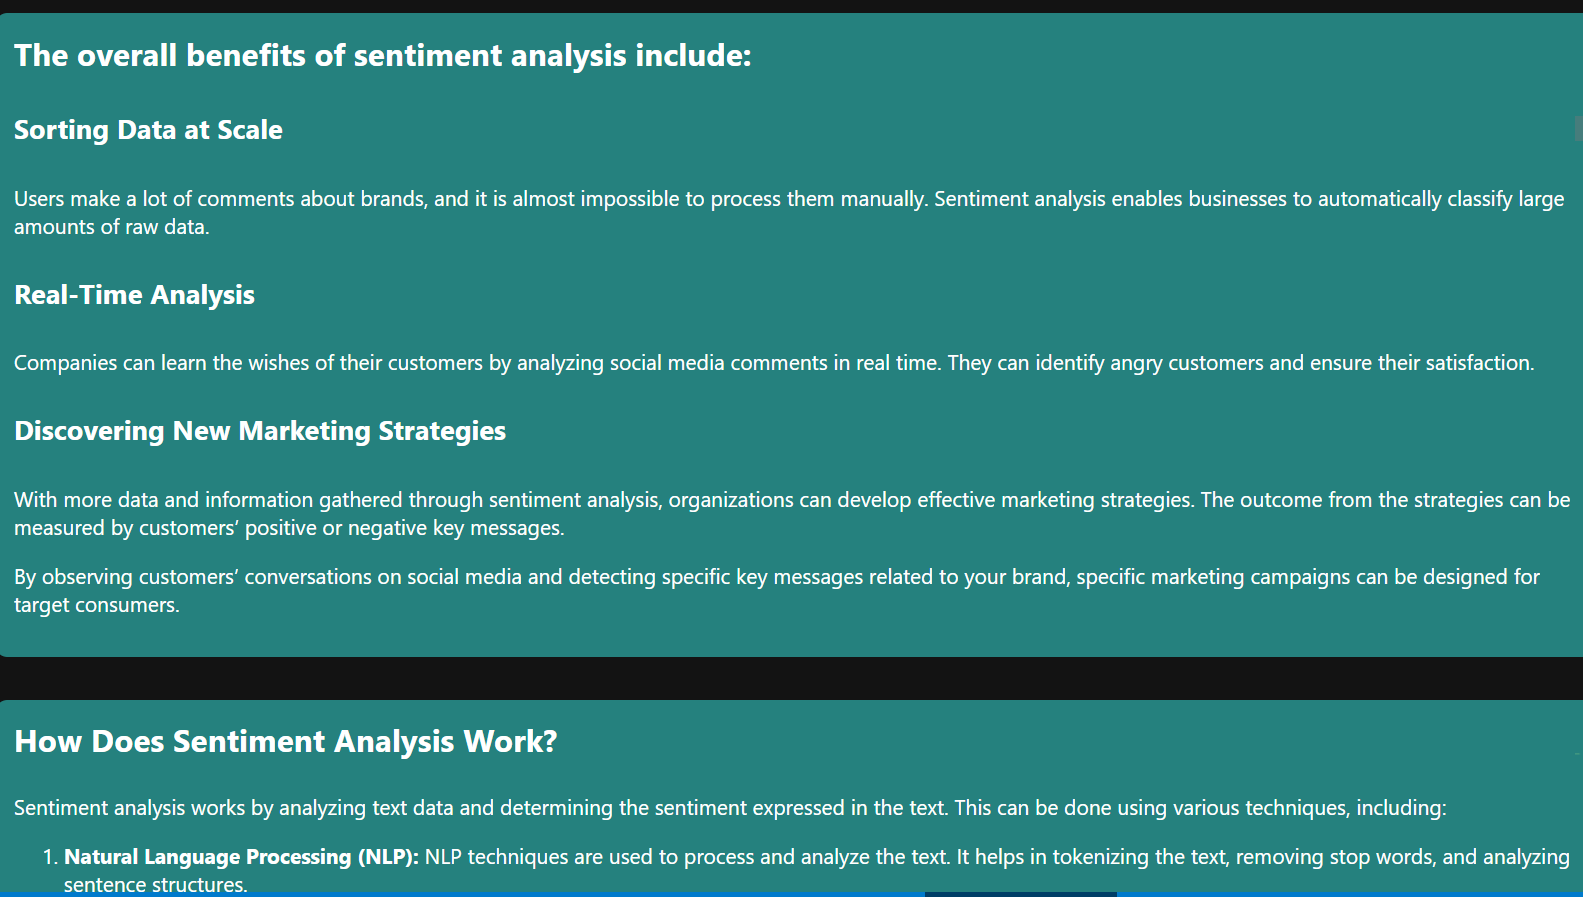 The overall benefits of sentiment analysis include:
Sorting Data at Scale
Users make a lot of comments about brands, and it is almost impossible to process them manually. Sentiment analysis enables businesses to automatically classify large
amounts of raw data.
Real-Time Analysis
Companies can learn the wishes of their customers by analyzing social media comments in real time. They can identify angry customers and ensure their satisfaction.
Discovering New Marketing Strategies
With more data and information gathered through sentiment analysis, organizations can develop effective marketing strategies. The outcome from the strategies can be
measured by customers’ positive or negative key messages.
By observing customers’ conversations on social media and detecting specific key messages related to your brand, specific marketing campaigns can be designed for
target consumers.
How Does Sentiment Analysis Work?
Sentiment analysis works by analyzing text data and determining the sentiment expressed in the text. This can be done using various techniques, including:
1. Natural Language Processing (NLP): NLP techniques are used to process and analyze the text. It helps in tokenizing the text, removing stop words, and analyzing
sentence structures.